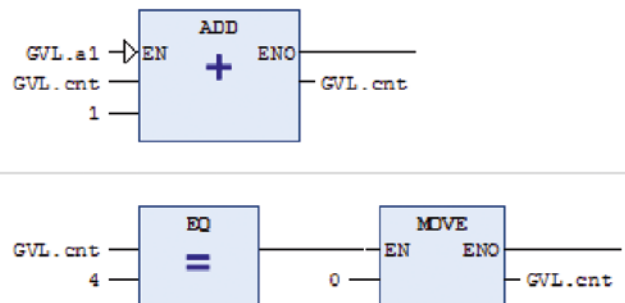 ADD
GVL.a1 EN ENO
GVL.cnt + GVL.cnt
1
EQ MOVE
GVL.cnt = EN ENO
4 0 GVL.cnt